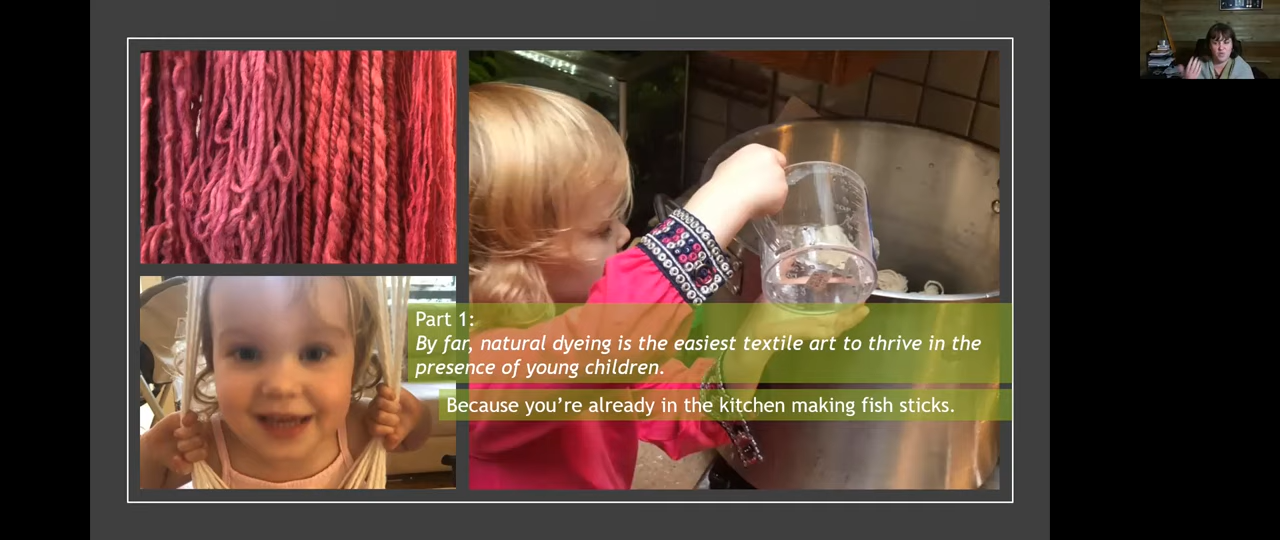 Part 1:
By far, natural dyeing is the easiest textile art to thrive in the
presence of young children.
Because you're already in the kitchen making fish sticks.